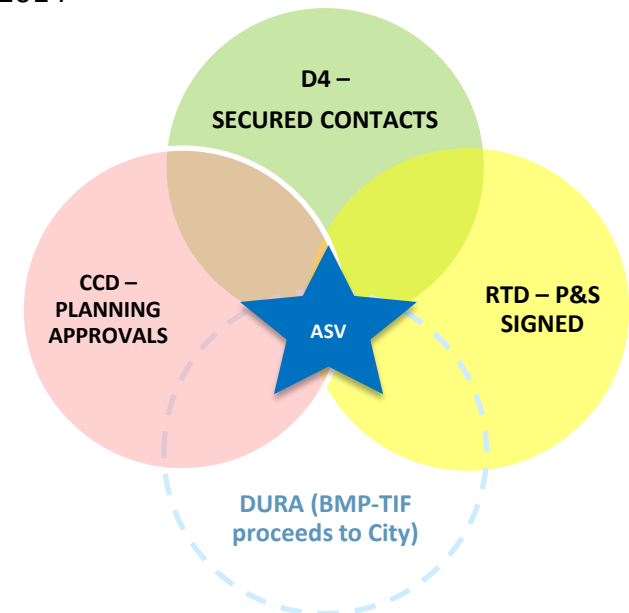 D4 –
SECURED CONTACTS
CCD –
PLANNING
APPROVALS
RTD – P&S
SIGNED
ASV
DURA (BMP-TIF
proceeds to City)